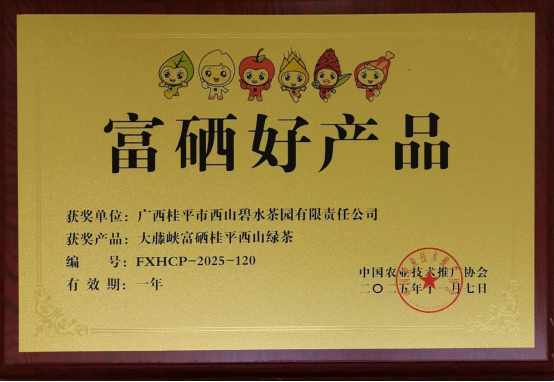 富硒好产品
获奖单位：广西桂平市西山碧水茶园有限责任公司
获奖产品：大藤峡富硒桂平西山绿茶
编　　号：FXHCP-2025-120
有 效 期：一年
中国农业技术推广协会
二〇二五年十　月七日